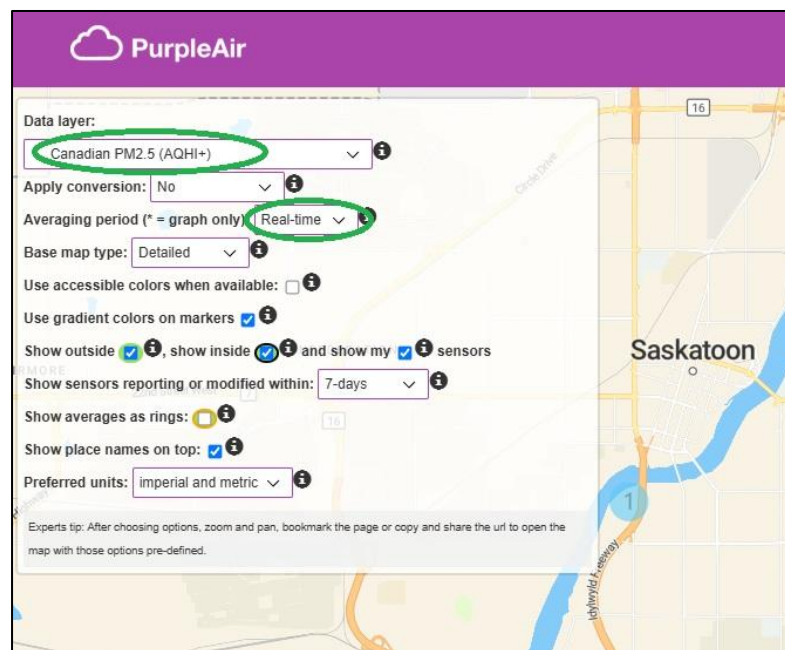 PurpleAir
Data layer:
Canadian PM2.5 (AQHI+)
Apply conversion: No
Averaging period (* = graph only) Real-time
Base map type: Detailed
Use accessible colors when available:
Use gradient colors on markers
Show outside , show inside and show my sensors
Show sensors reporting or modified within: 7-days
Show averages as rings:
Show place names on top:
Preferred units: imperial and metric
Experts tip: After choosing options, zoom and pan, bookmark the page or copy and share the url to open the
map with those options pre-defined.
16
Circle Drive
Saskatoon
16
1
Idylwyld Freeway